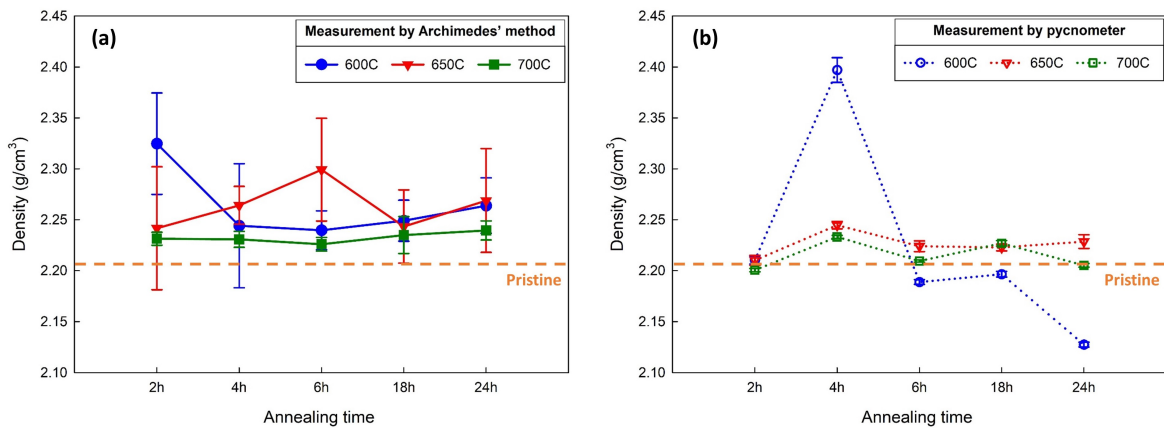 (a)
Measurement by Archimedes' method
600C 650C 700C
2.45
2.40
2.35
2.30
2.25
2.20
2.15
2.10
Density (g/cm³)
Pristine
2h 4h 6h 18h 24h
Annealing time
(b)
Measurement by pycnometer
600C 650C 700C
2.45
2.40
2.35
2.30
2.25
2.20
2.15
2.10
Density (g/cm³)
Pristine
2h 4h 6h 18h 24h
Annealing time